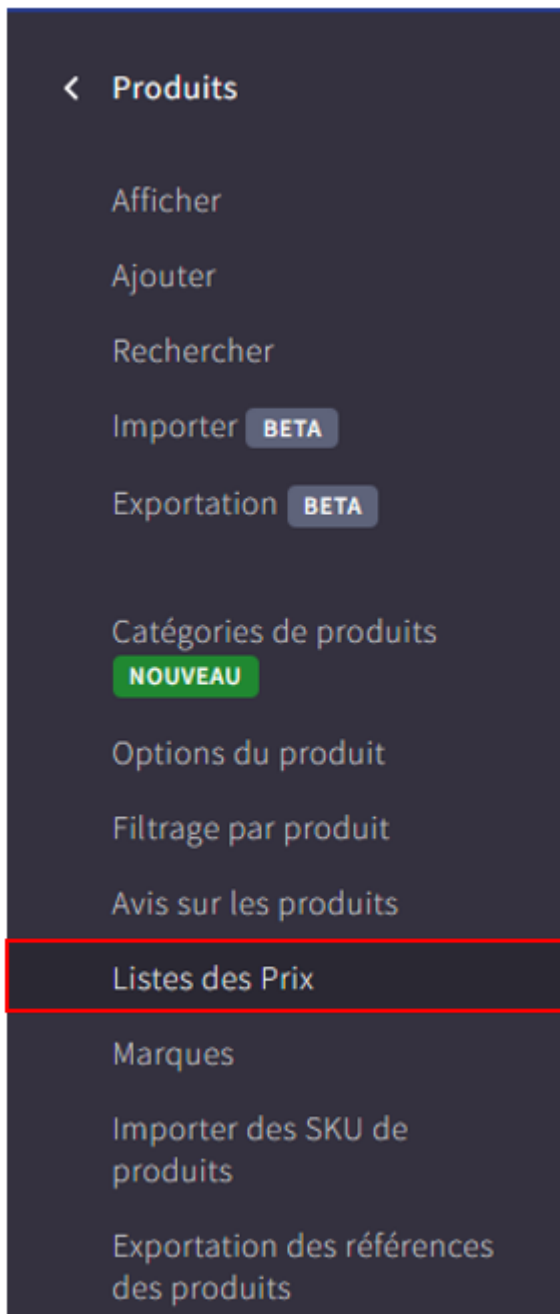 Produits
Afficher
Ajouter
Rechercher
Importer BETA
Exportation BETA
Catégories de produits
NOUVEAU
Options du produit
Filtrage par produit
Avis sur les produits
Listes des Prix
Marques
Importer des SKU de
produits
Exportation des références
des produits